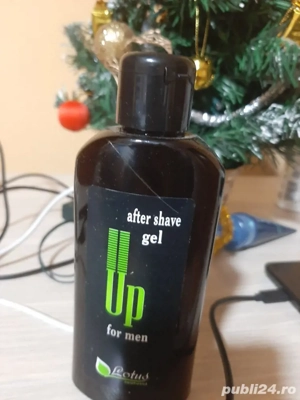 after shave
gel
Up
for men
Lotus
publi24.ro